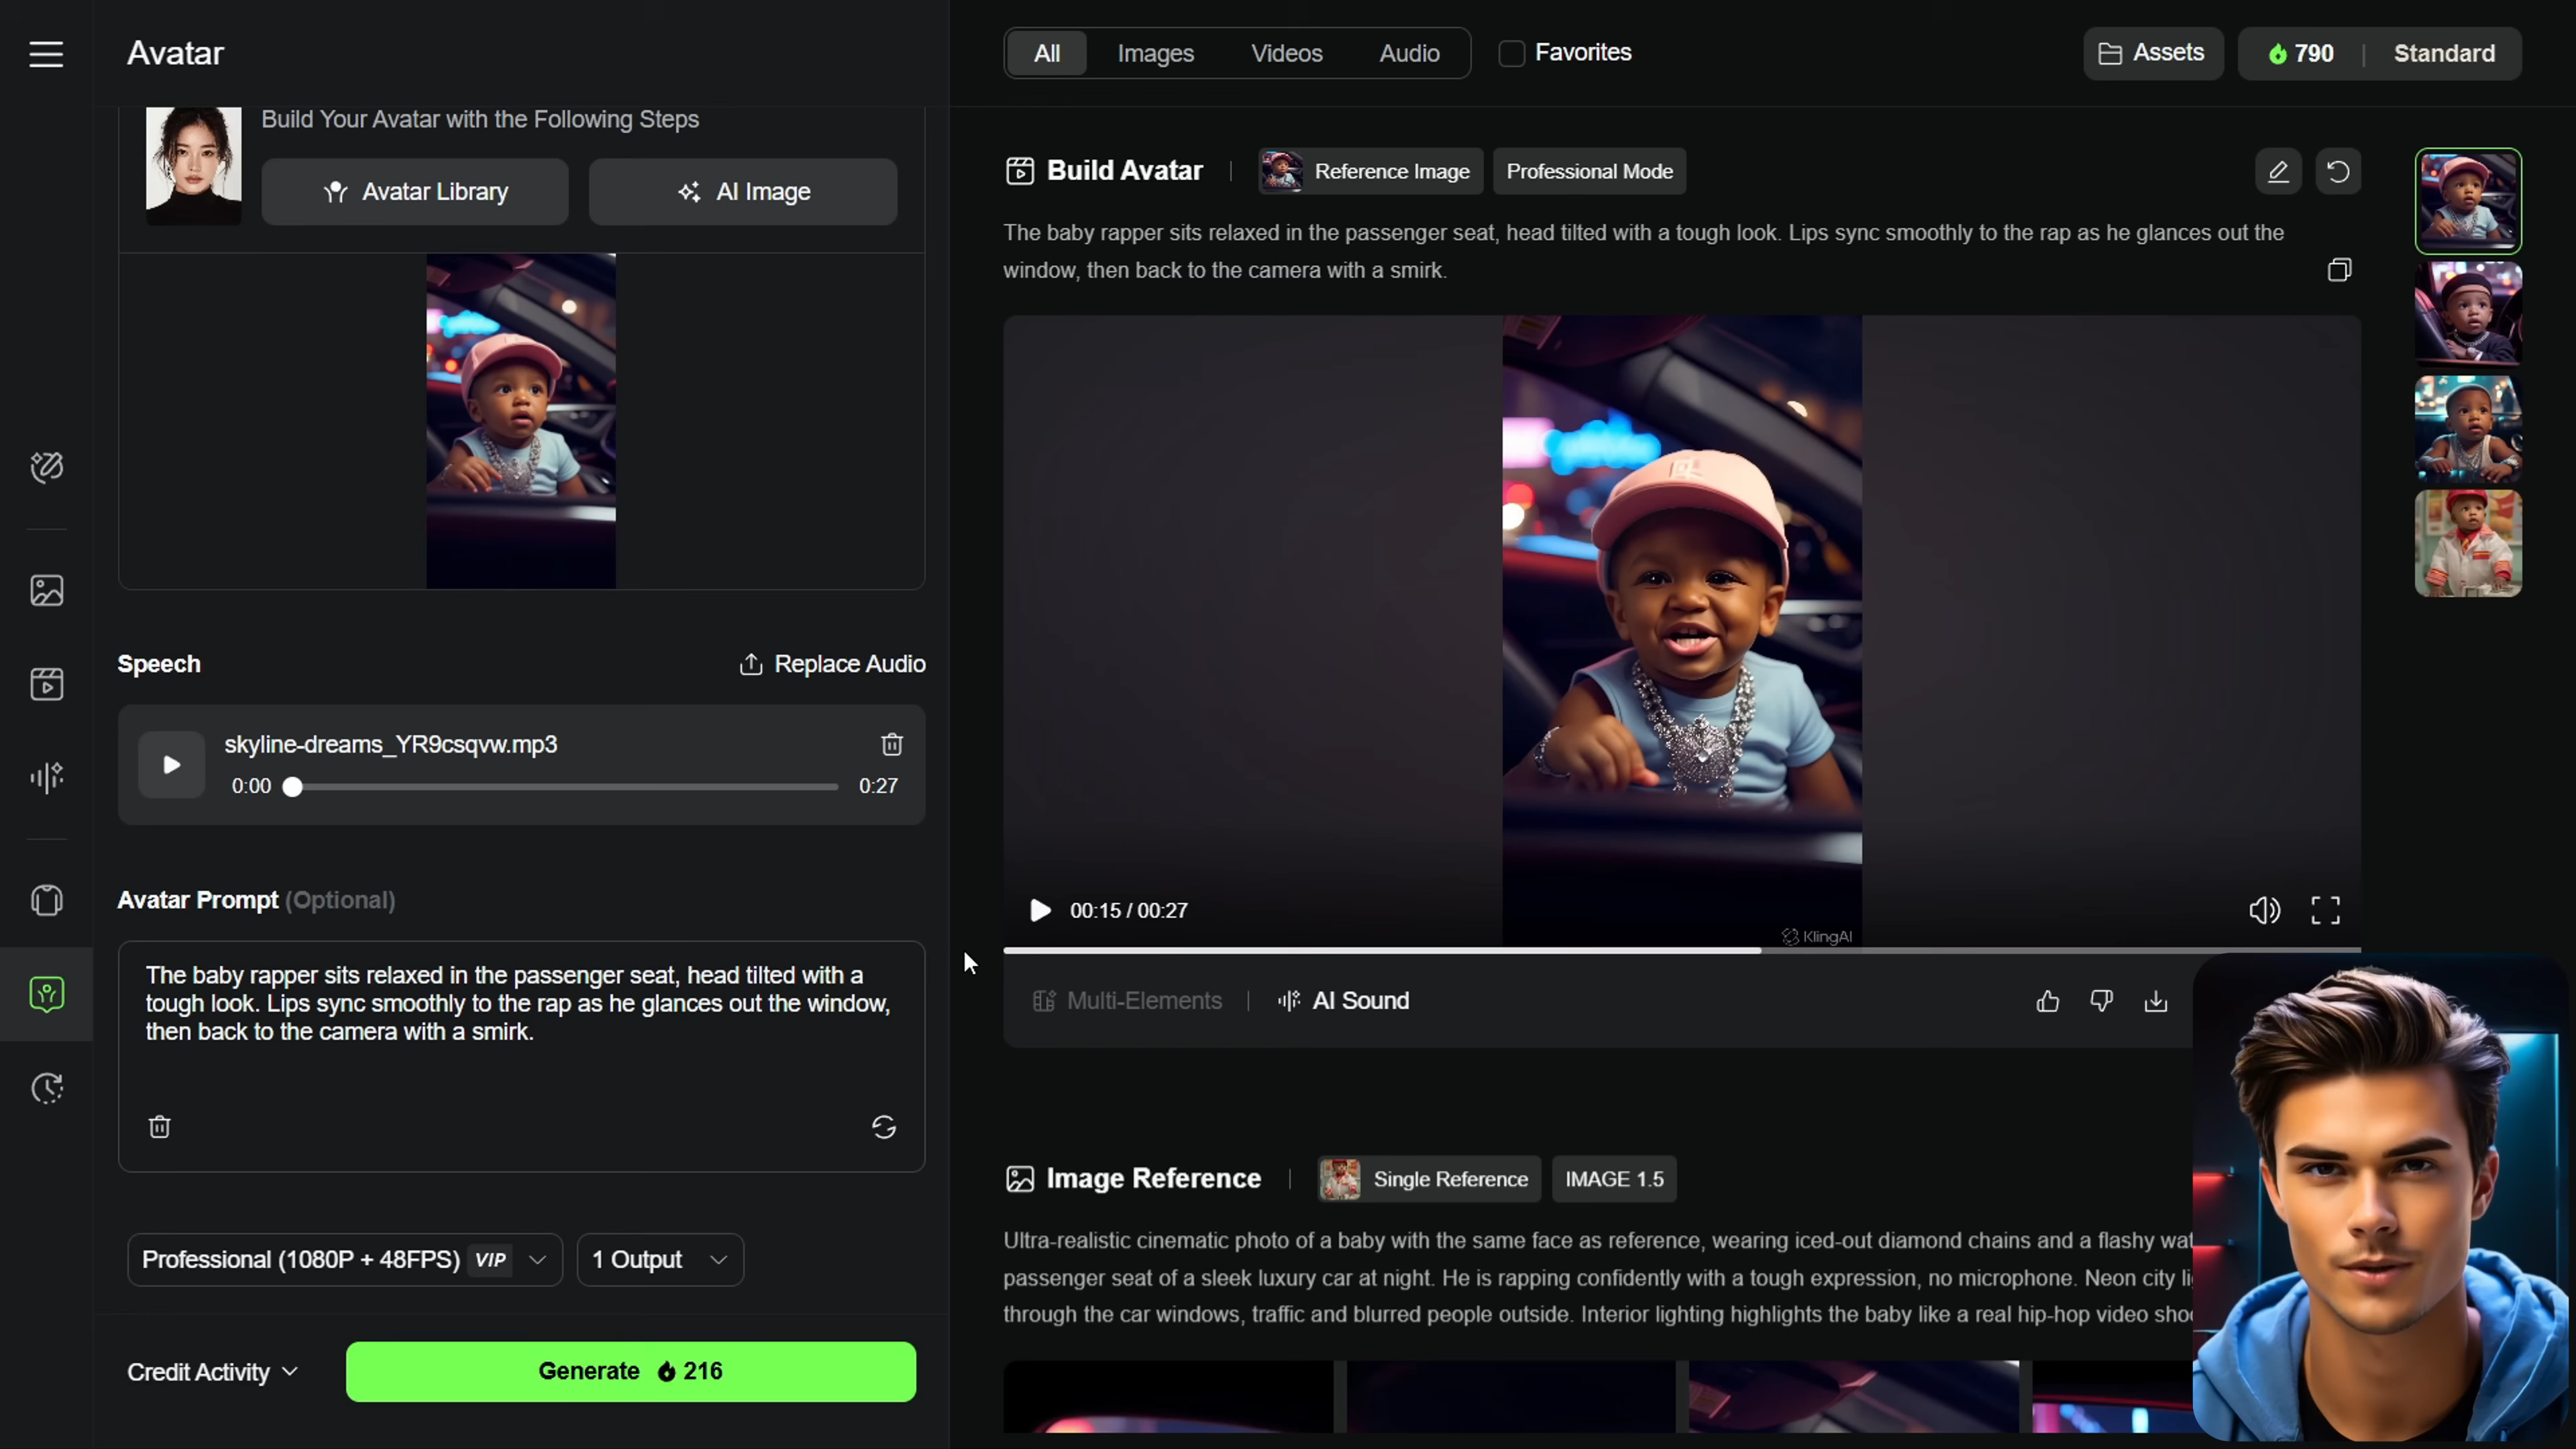 Avatar
All
Images
Videos
Audio
Favorites
Assets
790
Standard
Build Your Avatar with the Following Steps
Avatar Library
AI Image
Speech
Replace Audio
skyline-dreams_YR9csqvw.mp3
0:00
0:27
Avatar Prompt (Optional)
The baby rapper sits relaxed in the passenger seat, head tilted with a
tough look. Lips sync smoothly to the rap as he glances out the window,
then back to the camera with a smirk.
Professional (1080P + 48FPS) VIP
1 Output
Credit Activity
Generate 216
Build Avatar
Reference Image
Professional Mode
The baby rapper sits relaxed in the passenger seat, head tilted with a tough look. Lips sync smoothly to the rap as he glances out the
window, then back to the camera with a smirk.
00:15 / 00:27
KlingAI
Multi-Elements
AI Sound
Image Reference
Single Reference
IMAGE 1.5
Ultra-realistic cinematic photo of a baby with the same face as reference, wearing iced-out diamond chains and a flashy wat
passenger seat of a sleek luxury car at night. He is rapping confidently with a tough expression, no microphone. Neon city li
through the car windows, traffic and blurred people outside. Interior lighting highlights the baby like a real hip-hop video shoo